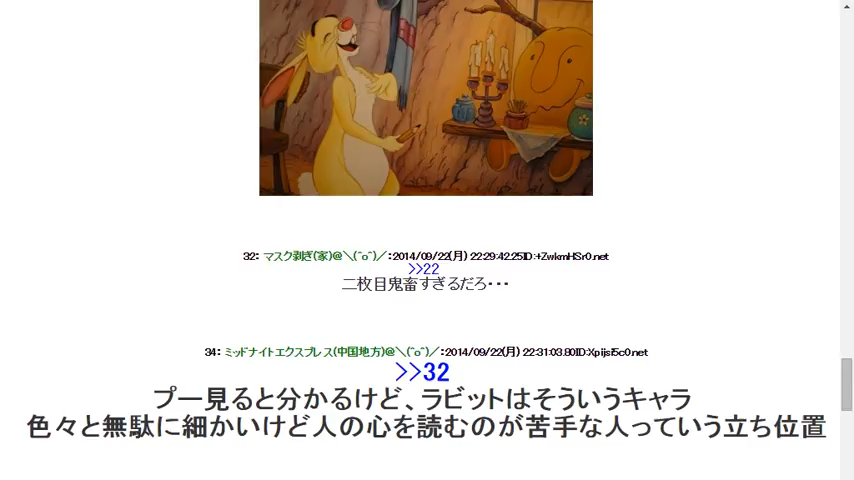 32: マスク剥ぎ(家)@＼(^o^)／:2014/09/22(月) 22:29:42.25ID:+ZwkmHSr0.net
>>22
二枚目鬼畜すぎるだろ・・・
34: ミッドナイトエクスプレス(中国地方)@＼(^o^)／:2014/09/22(月) 22:31:03.80ID:Xpijsi5c0.net
>>32
プー見ると分かるけど、ラビットはそういうキャラ
色々と無駄に細かいけど人の心を読むのが苦手な人っていう立ち位置